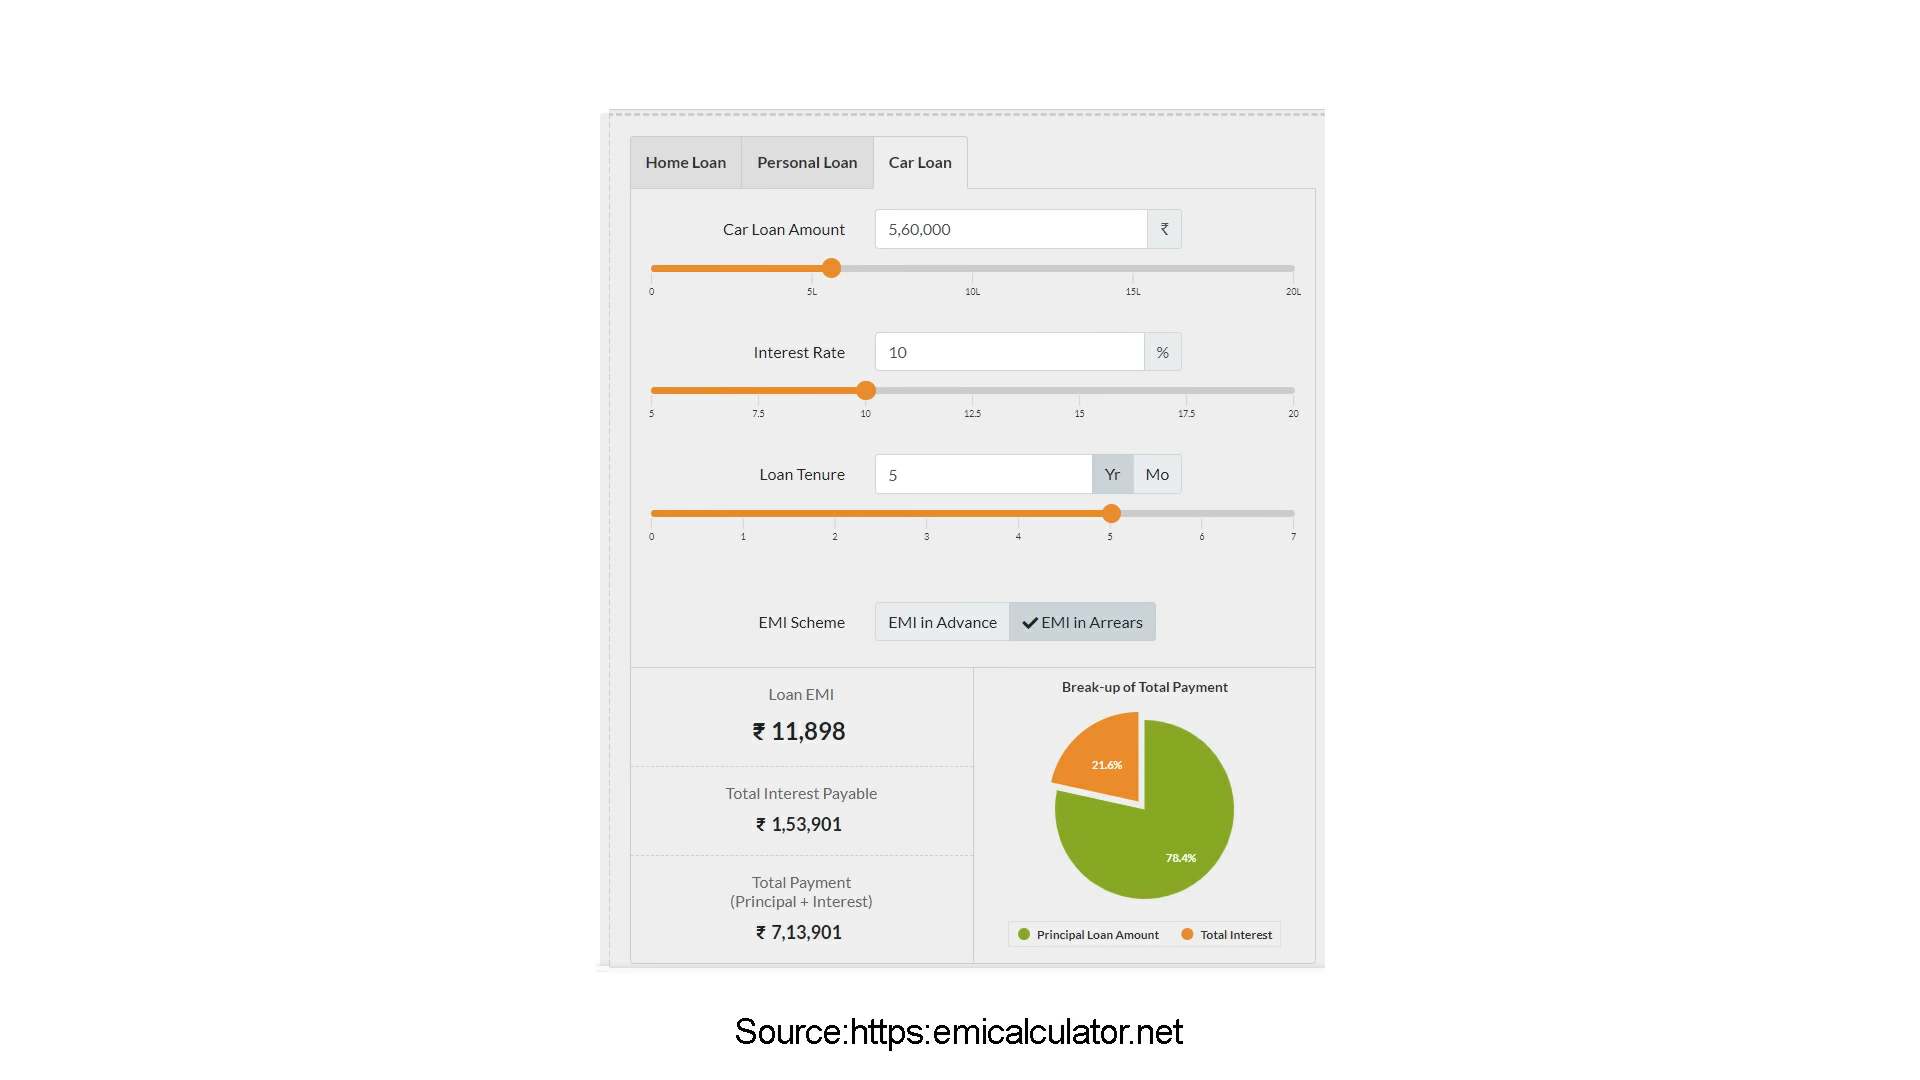 Home Loan Personal Loan Car Loan
Car Loan Amount 5,60,000 ₹
0 5L 10L 15L 20L
Interest Rate 10 %
5 7.5 10 12.5 15 17.5 20
Loan Tenure 5 Yr Mo
0 1 2 3 4 5 6 7
EMI Scheme EMI in Advance EMI in Arrears
Loan EMI
₹ 11,898
Total Interest Payable
₹ 1,53,901
Total Payment
(Principal + Interest)
₹ 7,13,901
Break-up of Total Payment
21.6%
78.4%
Principal Loan Amount Total Interest
Source:https:emicalculator.net